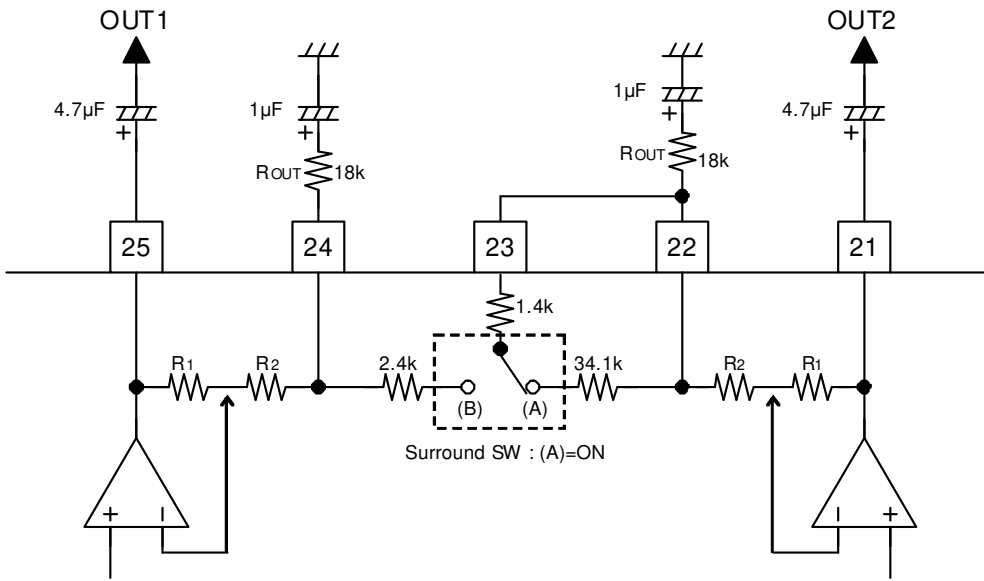 OUT1
OUT2
4.7μF
+
1μF
+
1μF
+
4.7μF
+
ROUT
18k
ROUT
18k
25
24
23
22
21
1.4k
R1
R2
2.4k
34.1k
R2
R1
(B)
(A)
Surround SW : (A)=ON
+
−
−
+